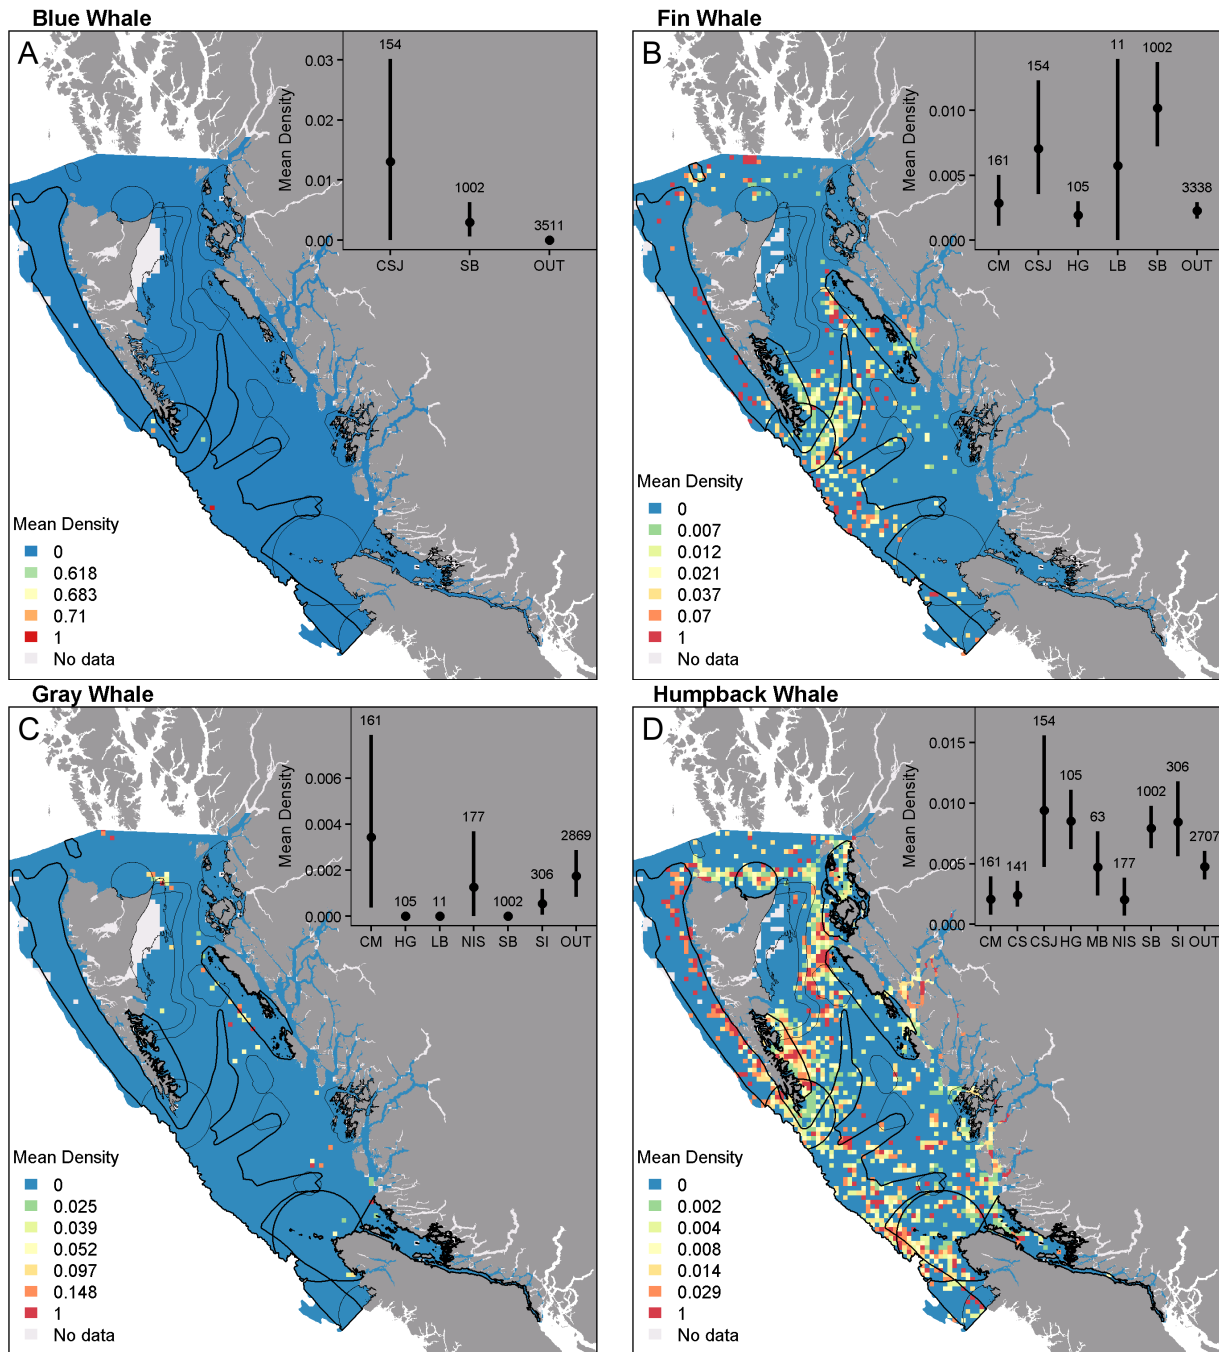 Blue Whale
A
Mean Density
0.03
0.02
0.01
0.00
154
1002
3511
CSJ SB OUT
Mean Density
0
0.618
0.683
0.71
1
No data
Fin Whale
B
Mean Density
0.010
0.005
0.000
161
154
105
11
1002
3338
CM CSJ HG LB SB OUT
Mean Density
0
0.007
0.012
0.021
0.037
0.07
1
No data
Gray Whale
C
Mean Density
0.006
0.004
0.002
0.000
161
105
11
177
1002
306
2869
CM HG LB NIS SB SI OUT
Mean Density
0
0.025
0.039
0.052
0.097
0.148
1
No data
Humpback Whale
D
Mean Density
0.015
0.010
0.005
0.000
161
141
154
105
63
177
1002
306
2707
CM CS CSJ HG MB NIS SB SI OUT
Mean Density
0
0.002
0.004
0.008
0.014
0.029
1
No data